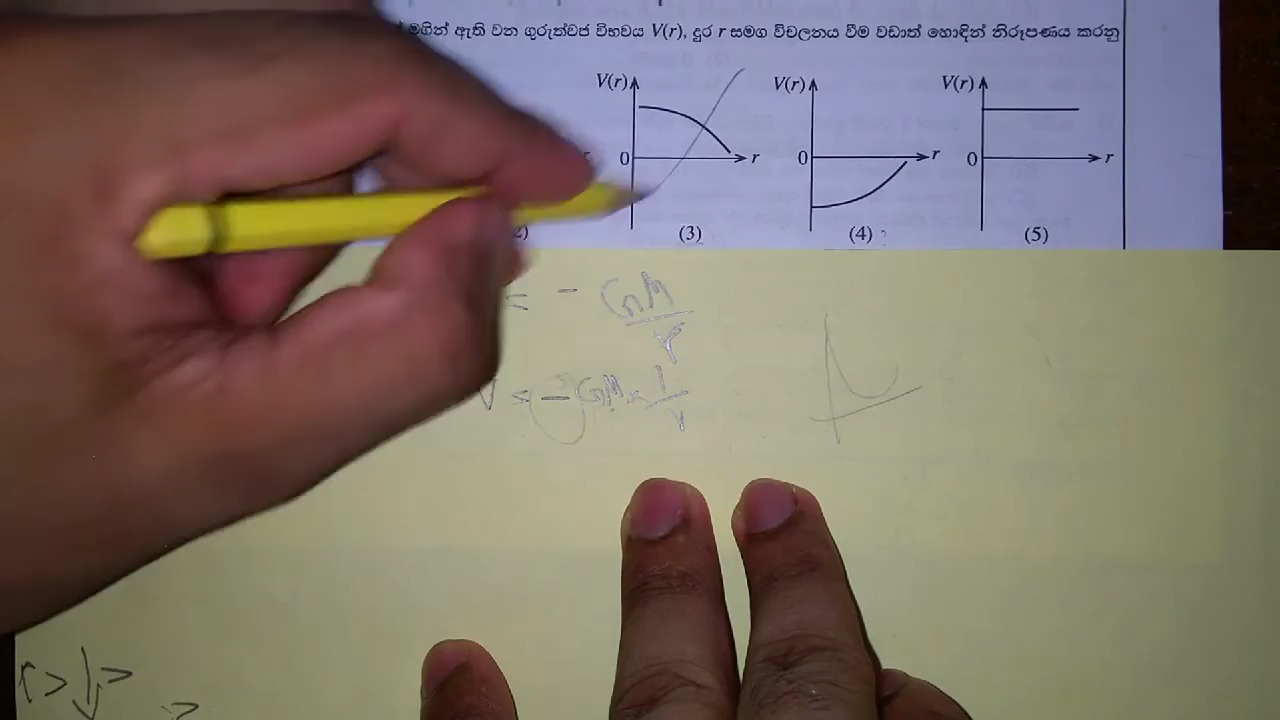 මගින් ඇති වන ගුරුත්වජ විභවය V(r), දුර r සමග විචලනය වීම වඩාත් හොඳින් නිරූපණය කරනු
V(r) V(r) V(r)
0 r 0 r 0 r
(3) (4) (5)
= - GM/r
V = - GM × 1/r